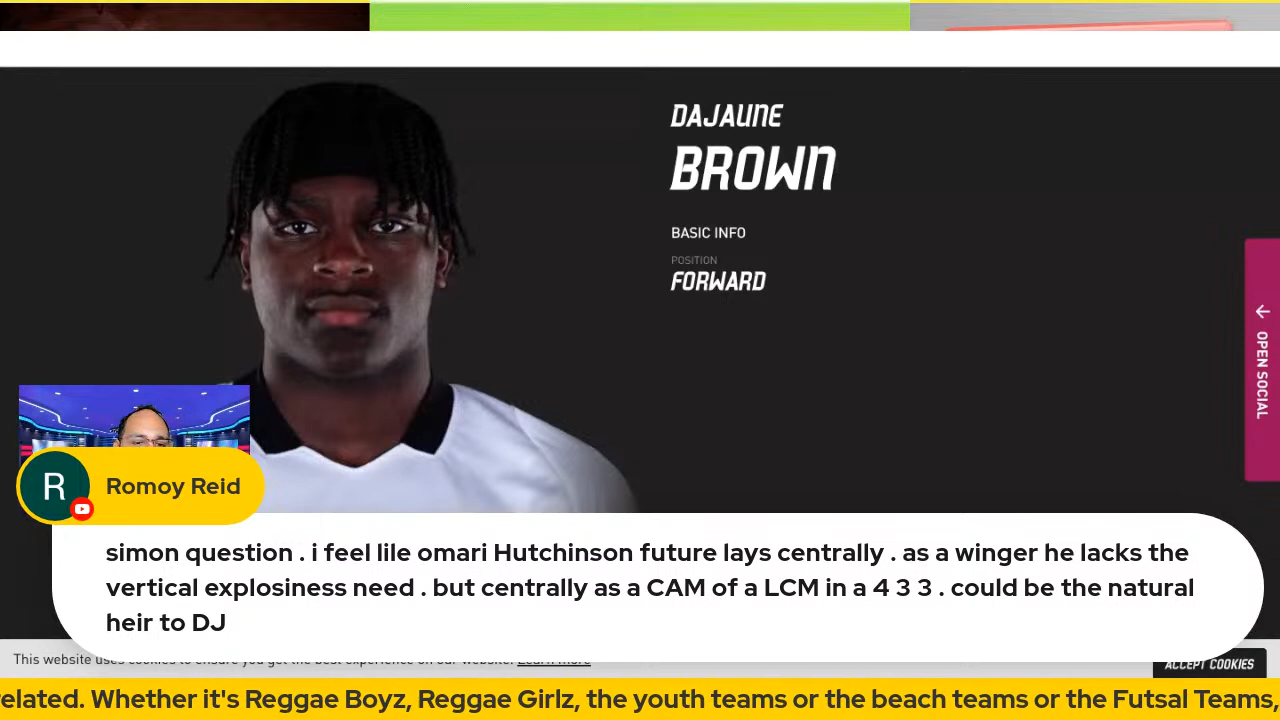 DAJAUNE
BROWN
BASIC INFO
POSITION
FORWARD
OPEN SOCIAL
R
Romoy Reid
simon question . i feel lile omari Hutchinson future lays centrally . as a winger he lacks the
vertical explosiness need . but centrally as a CAM of a LCM in a 4 3 3 . could be the natural
heir to DJ
This website uses cookies to ensure you get the best experience on our website. Learn more
ACCEPT COOKIES
elated. Whether it's Reggae Boyz, Reggae Girlz, the youth teams or the beach teams or the Futsal Teams,